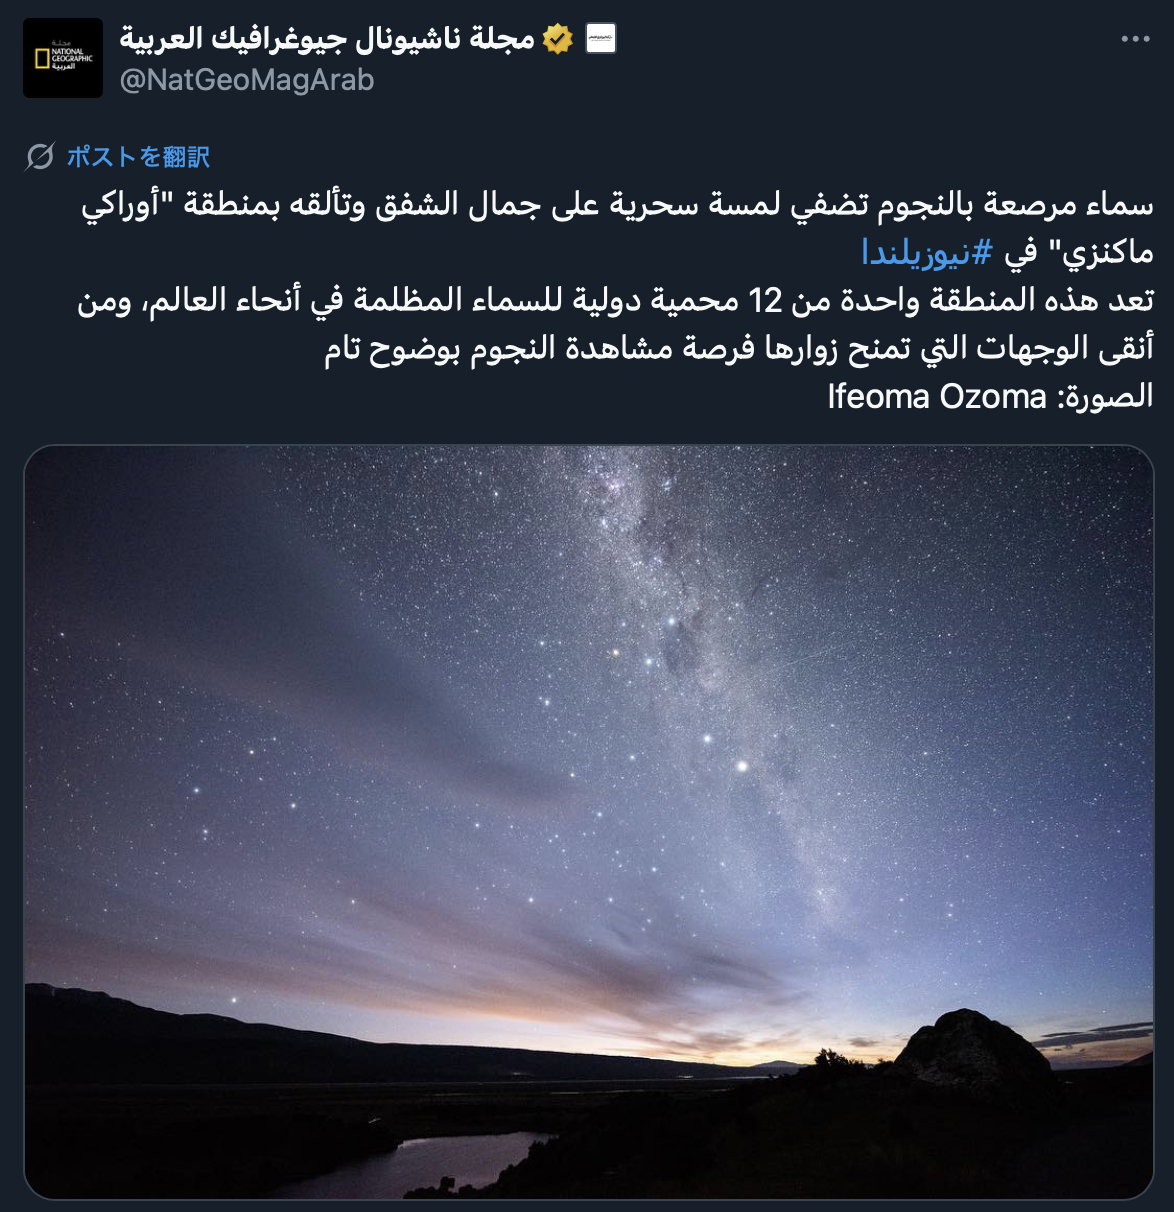 مجلة ناشيونال جيوغرافيك العربية
@NatGeoMagArab
NATIONAL
GEOGRAPHIC
العربية
ポストを翻訳
سماء مرصعة بالنجوم تضفي لمسة سحرية على جمال الشفق وتألقه بمنطقة "أوراكي
ماكنزي" في #نيوزيلندا
تعد هذه المنطقة واحدة من 12 محمية دولية للسماء المظلمة في أنحاء العالم، ومن
أنقى الوجهات التي تمنح زوارها فرصة مشاهدة النجوم بوضوح تام
الصورة: Ifeoma Ozoma